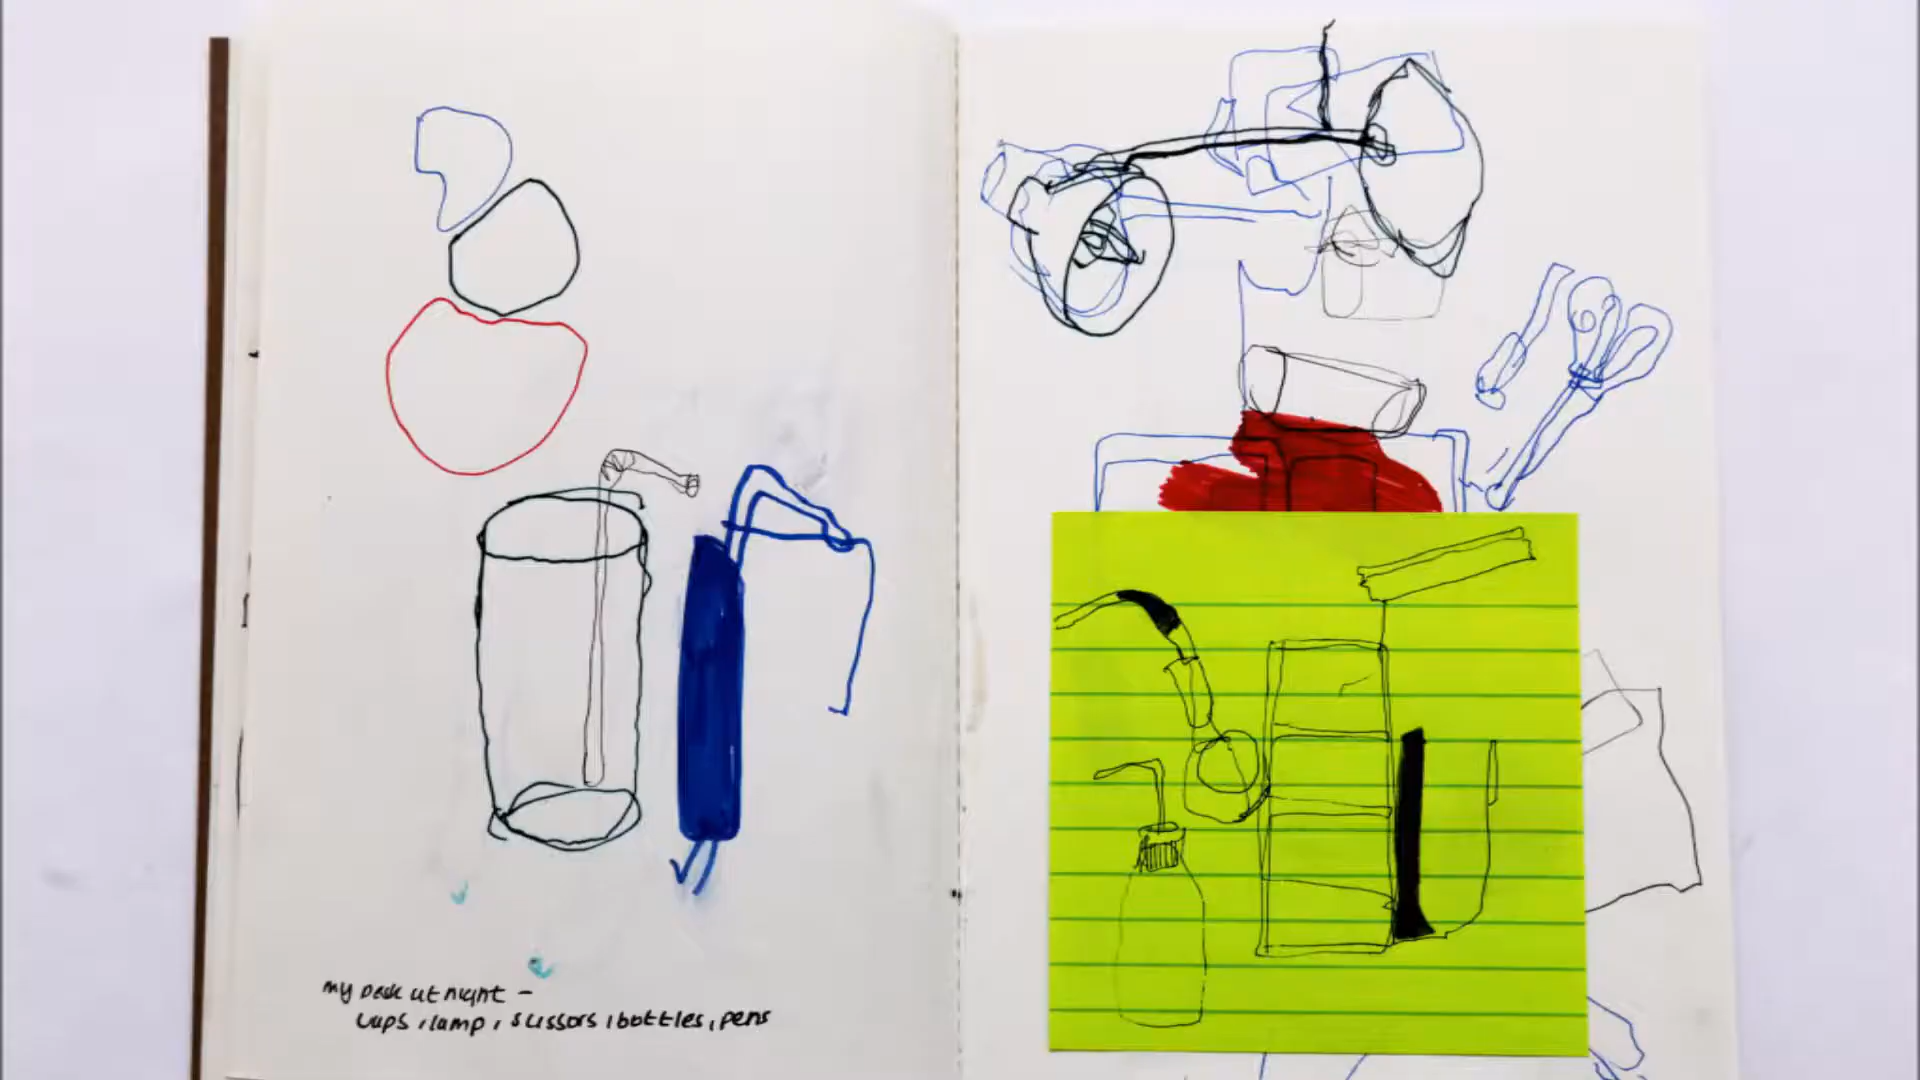 my desk at night -
cups, lamp, scissors, bottles, pens